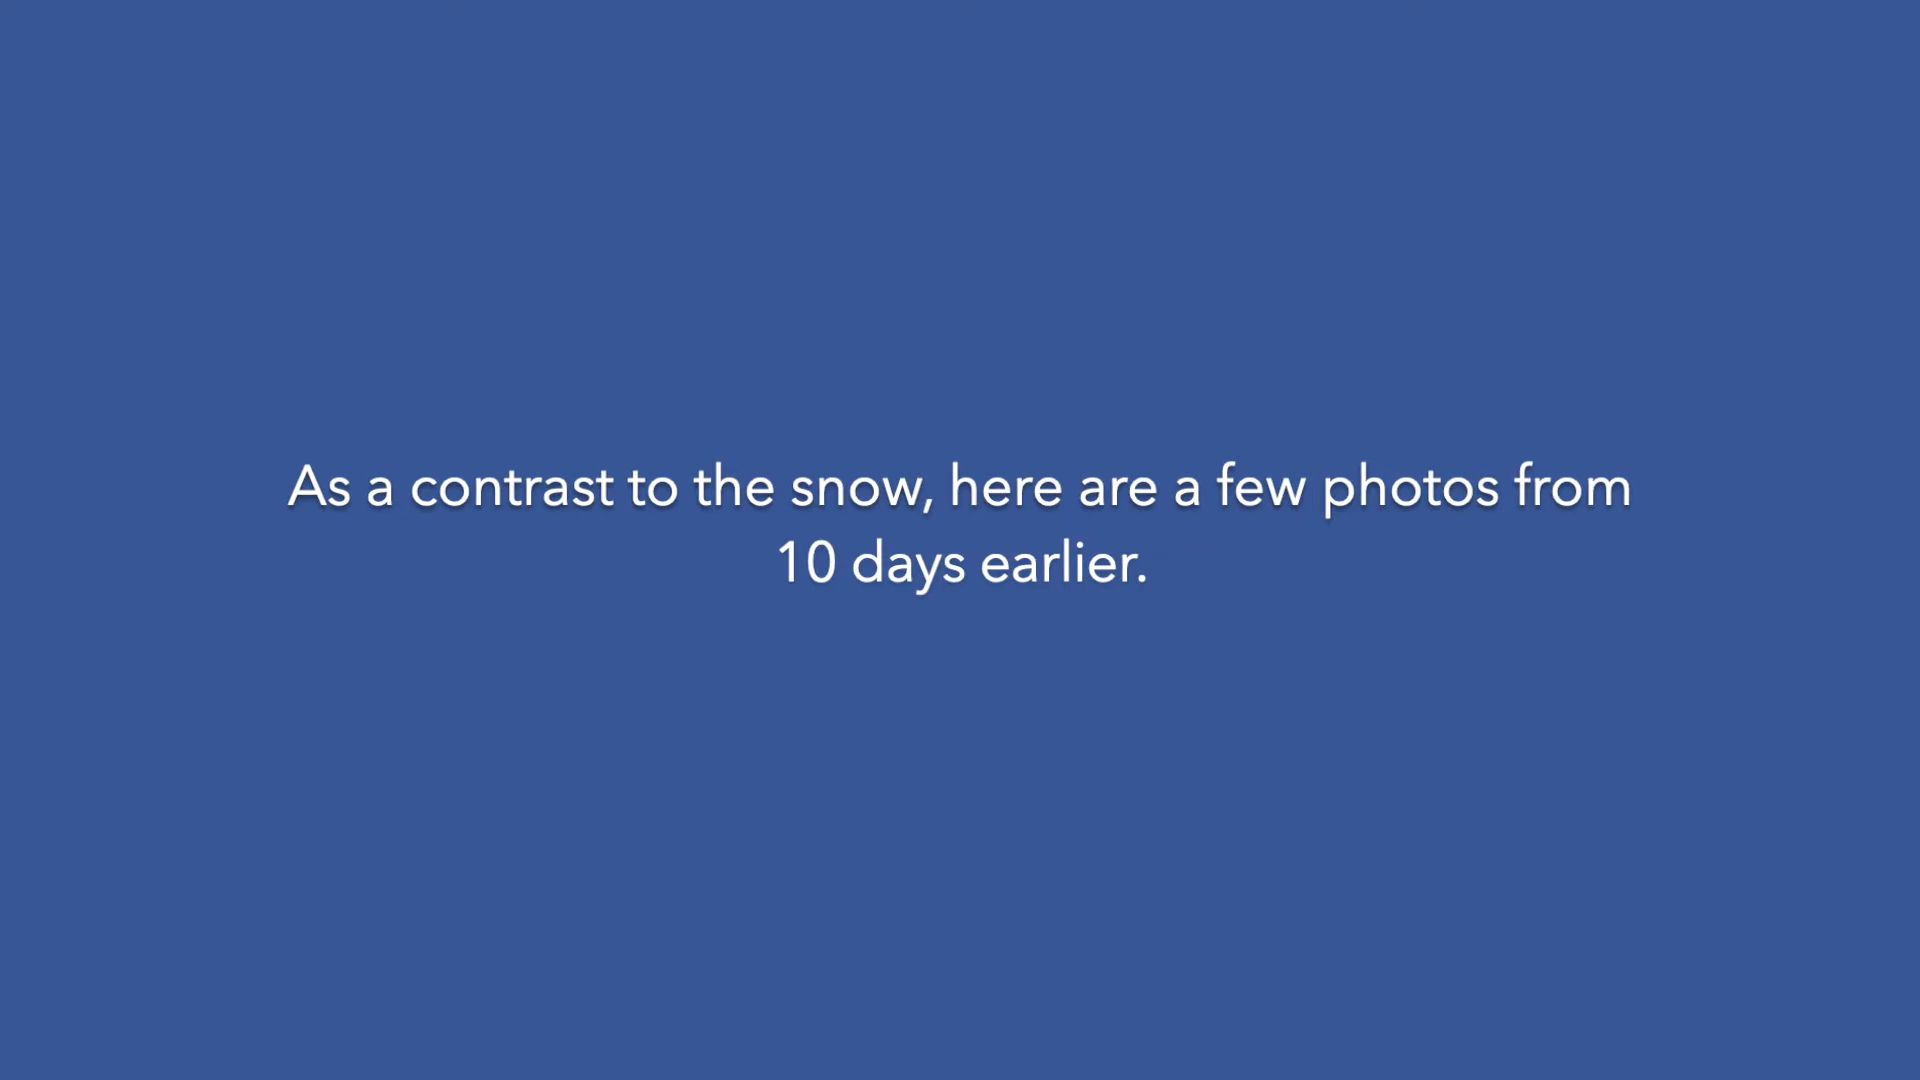 As a contrast to the snow, here are a few photos from
10 days earlier.